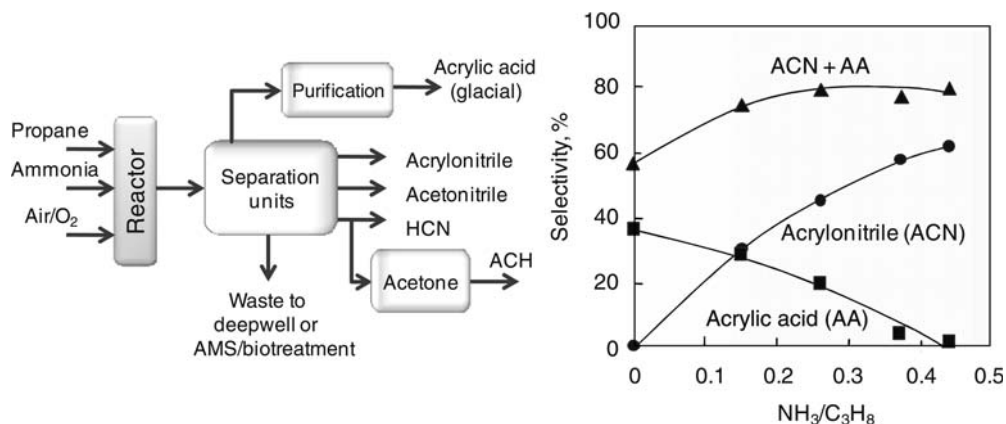 Propane
Ammonia
Air/O₂
Reactor
Separation
units
Purification
Acrylic acid
(glacial)
Acrylonitrile
Acetonitrile
HCN
Acetone
ACH
Waste to
deepwell or
AMS/biotreatment
Selectivity, %
100
80
60
40
20
0
ACN + AA
Acrylonitrile (ACN)
Acrylic acid (AA)
0 0.1 0.2 0.3 0.4 0.5
NH₃/C₃H₈